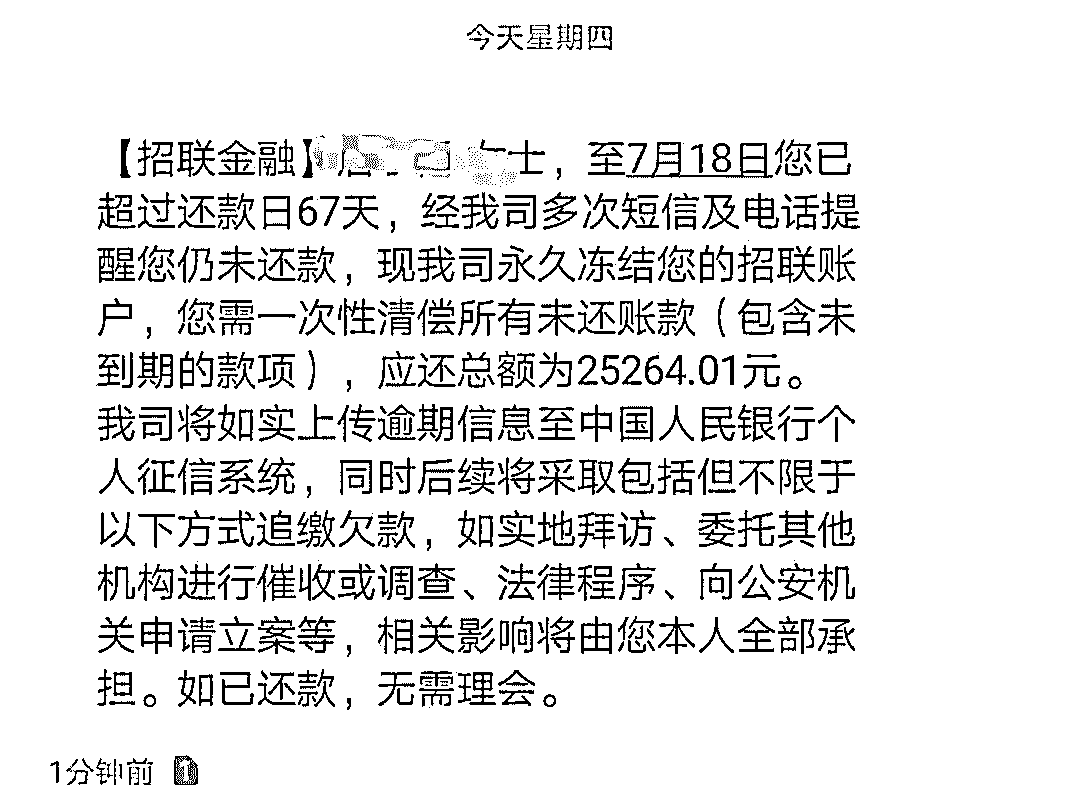 今天星期四
【招联金融】士，至7月18日您已
超过还款日67天，经我司多次短信及电话提
醒您仍未还款，现我司永久冻结您的招联账
户，您需一次性清偿所有未还账款（包含未
到期的款项），应还总额为25264.01元。
我司将如实上传逾期信息至中国人民银行个
人征信系统，同时后续将采取包括但不限于
以下方式追缴欠款，如实地拜访、委托其他
机构进行催收或调查、法律程序、向公安机
关申请立案等，相关影响将由您本人全部承
担。如已还款，无需理会。
1分钟前 1